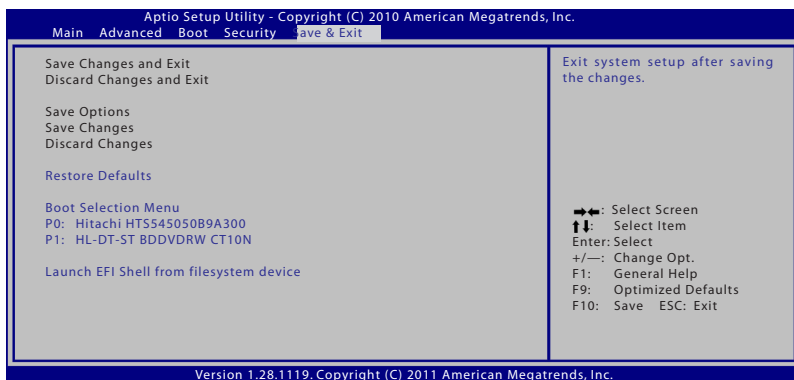 Aptio Setup Utility - Copyright (C) 2010 American Megatrends, Inc.
Main Advanced Boot Security Save & Exit
Save Changes and Exit
Discard Changes and Exit
Save Options
Save Changes
Discard Changes
Restore Defaults
Boot Selection Menu
P0: Hitachi HTS545050B9A300
P1: HL-DT-ST BDDVDRW CT10N
Launch EFI Shell from filesystem device
Exit system setup after saving
the changes.
→←: Select Screen
↑↓: Select Item
Enter: Select
+/—: Change Opt.
F1: General Help
F9: Optimized Defaults
F10: Save ESC: Exit
Version 1.28.1119. Copyright (C) 2011 American Megatrends, Inc.